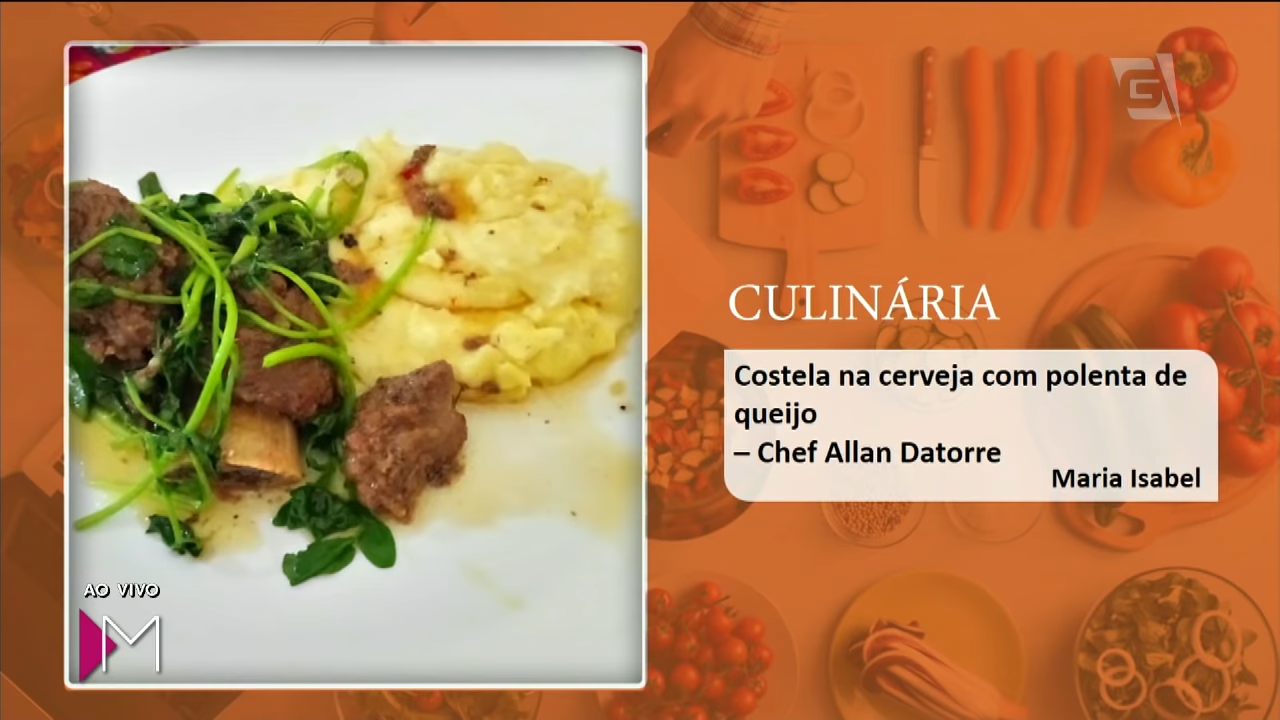 CULINÁRIA
Costela na cerveja com polenta de
queijo
– Chef Allan Datorre
Maria Isabel
AO VIVO
M
G